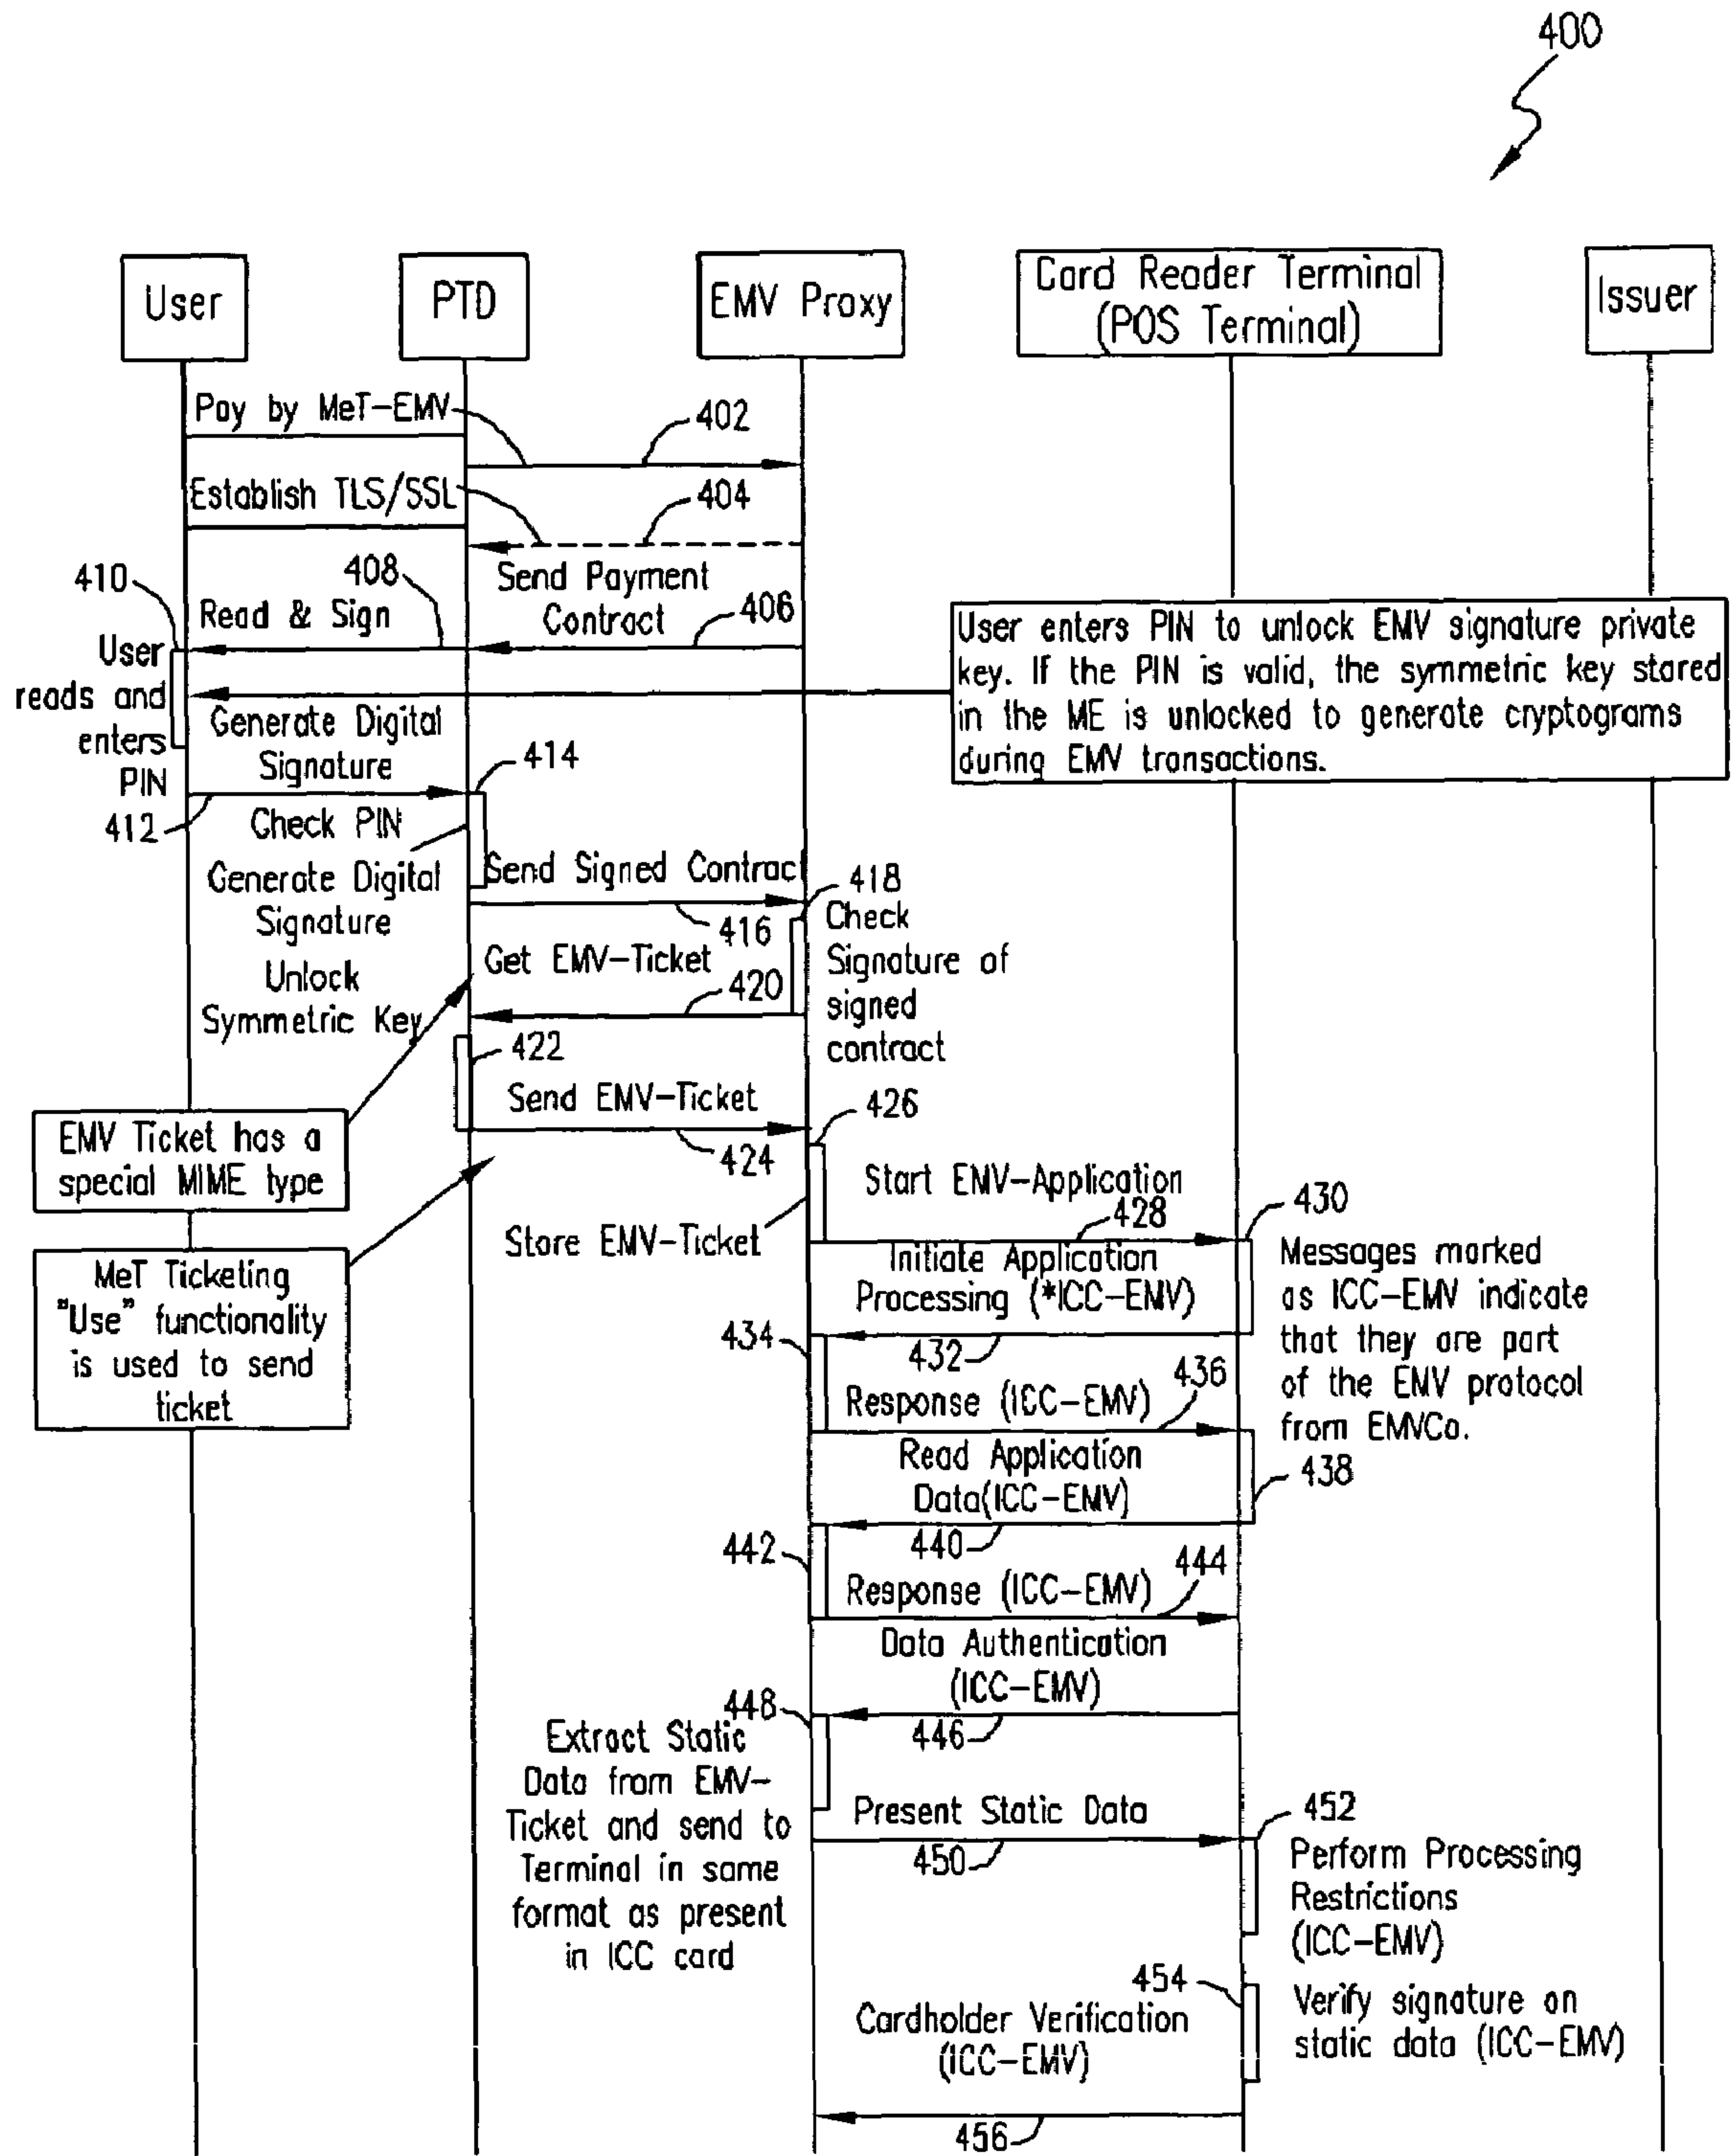 400
User
PTD
EMV Proxy
Card Reader Terminal
(POS Terminal)
Issuer
Pay by MeT-EMV
402
Establish TLS/SSL
404
Send Payment
Contract
406
408
410
Read & Sign
User
reads and
enters
PIN
User enters PIN to unlock EMV signature private
key. If the PIN is valid, the symmetric key stored
in the ME is unlocked to generate cryptograms
during EMV transactions.
Generate Digital
Signature
414
412
Check PIN
Generate Digital
Signature
Unlock
Symmetric Key
Send Signed Contract
416
418
Check
Signature of
signed
contract
Get EMV-Ticket
420
422
Send EMV-Ticket
424
426
EMV Ticket has a
special MIME type
MeT Ticketing
"Use" functionality
is used to send
ticket
Store EMV-Ticket
Start EMV-Application
428
430
Initiate Application
Processing (*ICC-EMV)
432
434
Messages marked
as ICC-EMV indicate
that they are part
of the EMV protocol
from EMVCo.
Response (ICC-EMV)
436
Read Application
Data(ICC-EMV)
438
440
442
Response (ICC-EMV)
444
Data Authentication
(ICC-EMV)
446
448
Extract Static
Data from EMV-
Ticket and send to
Terminal in same
format as present
in ICC card
Present Static Data
450
452
Perform Processing
Restrictions
(ICC-EMV)
454
Verify signature on
static data (ICC-EMV)
Cardholder Verification
(ICC-EMV)
456